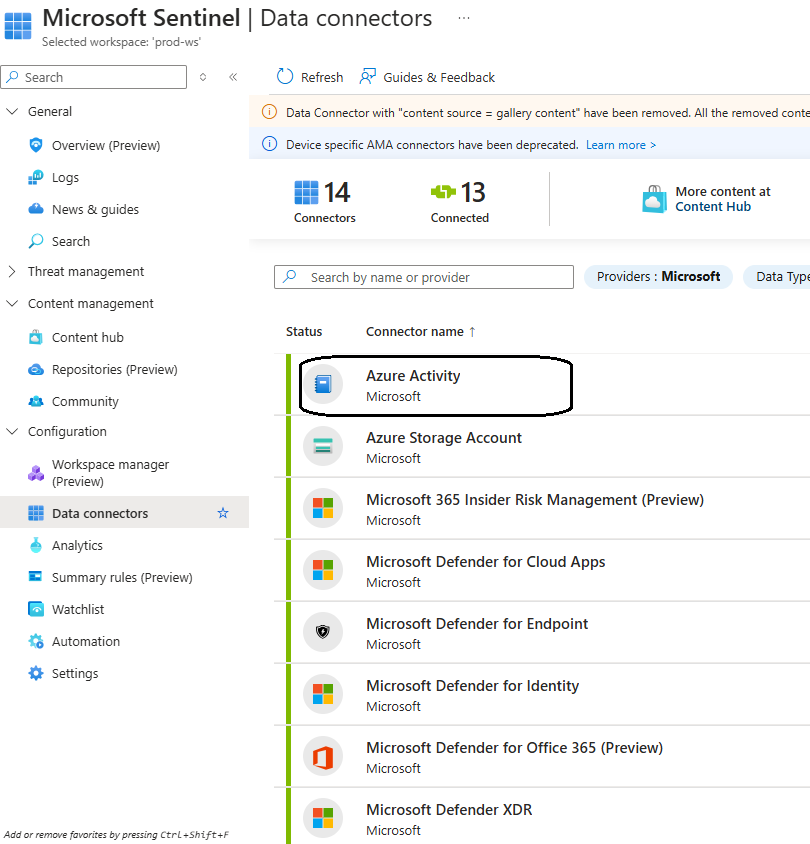 Microsoft Sentinel | Data connectors ...
Selected workspace: 'prod-ws'
Search
General
Overview (Preview)
Logs
News & guides
Search
Threat management
Content management
Content hub
Repositories (Preview)
Community
Configuration
Workspace manager
(Preview)
Data connectors
Analytics
Summary rules (Preview)
Watchlist
Automation
Settings
Add or remove favorites by pressing Ctrl+Shift+F
Refresh Guides & Feedback
Data Connector with "content source = gallery content" have been removed. All the removed conte
Device specific AMA connectors have been deprecated. Learn more >
14
Connectors
13
Connected
More content at
Content Hub
Search by name or provider
Providers : Microsoft
Data Type
Status Connector name ↑
Azure Activity
Microsoft
Azure Storage Account
Microsoft
Microsoft 365 Insider Risk Management (Preview)
Microsoft
Microsoft Defender for Cloud Apps
Microsoft
Microsoft Defender for Endpoint
Microsoft
Microsoft Defender for Identity
Microsoft
Microsoft Defender for Office 365 (Preview)
Microsoft
Microsoft Defender XDR
Microsoft